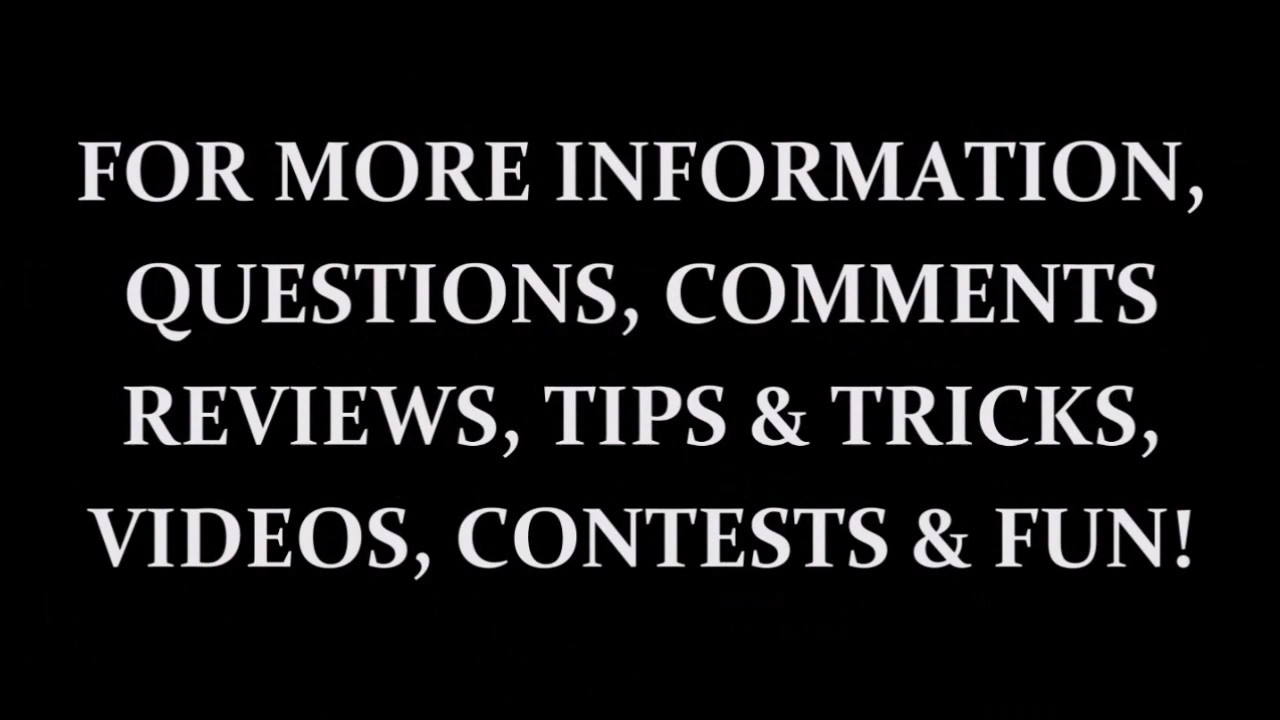 FOR MORE INFORMATION,
QUESTIONS, COMMENTS
REVIEWS, TIPS & TRICKS,
VIDEOS, CONTESTS & FUN!